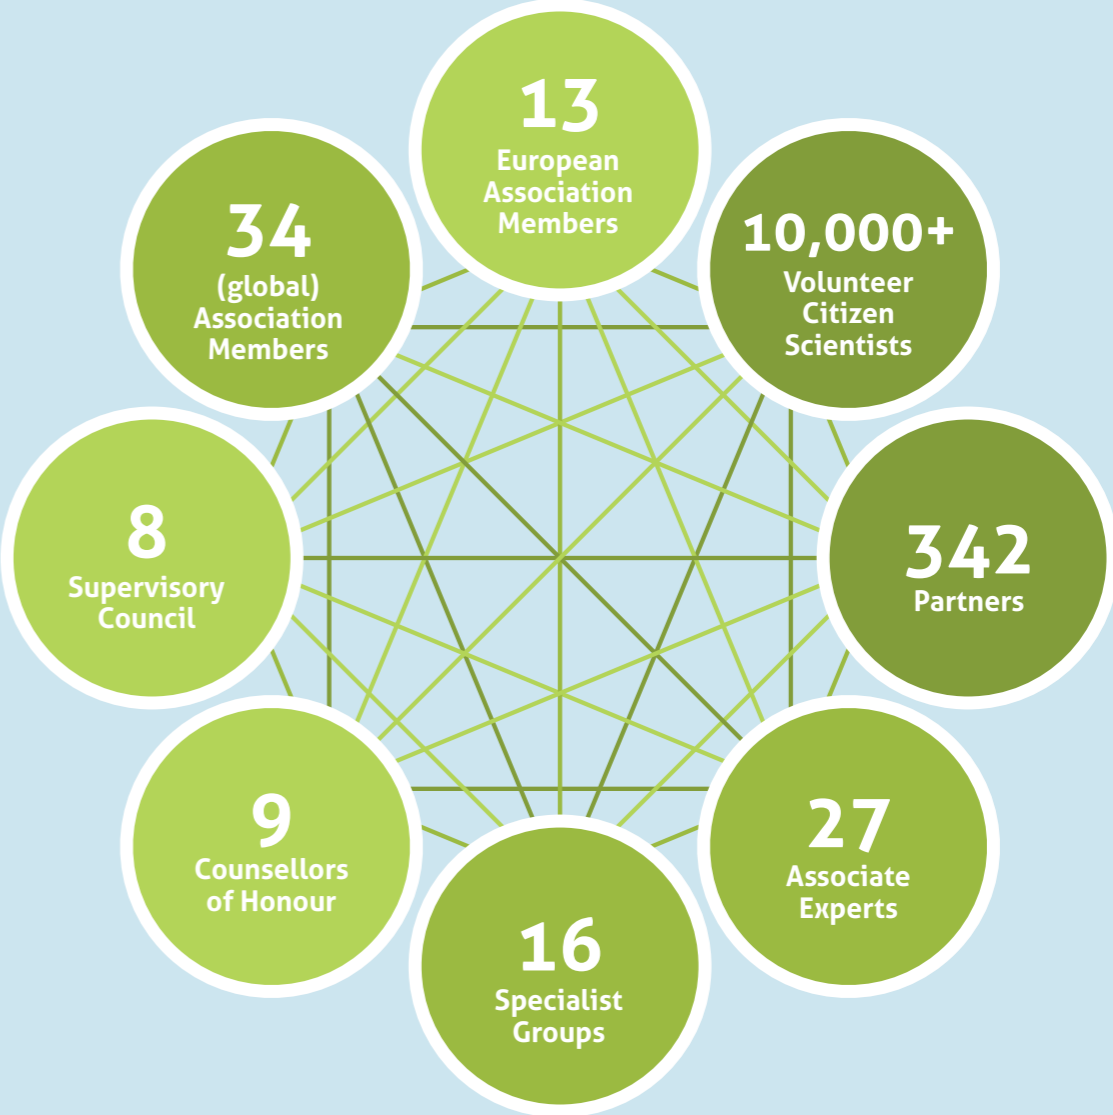 13
European
Association
Members
10,000+
Volunteer
Citizen
Scientists
342
Partners
27
Associate
Experts
16
Specialist
Groups
9
Counsellors
of Honour
8
Supervisory
Council
34
(global)
Association
Members